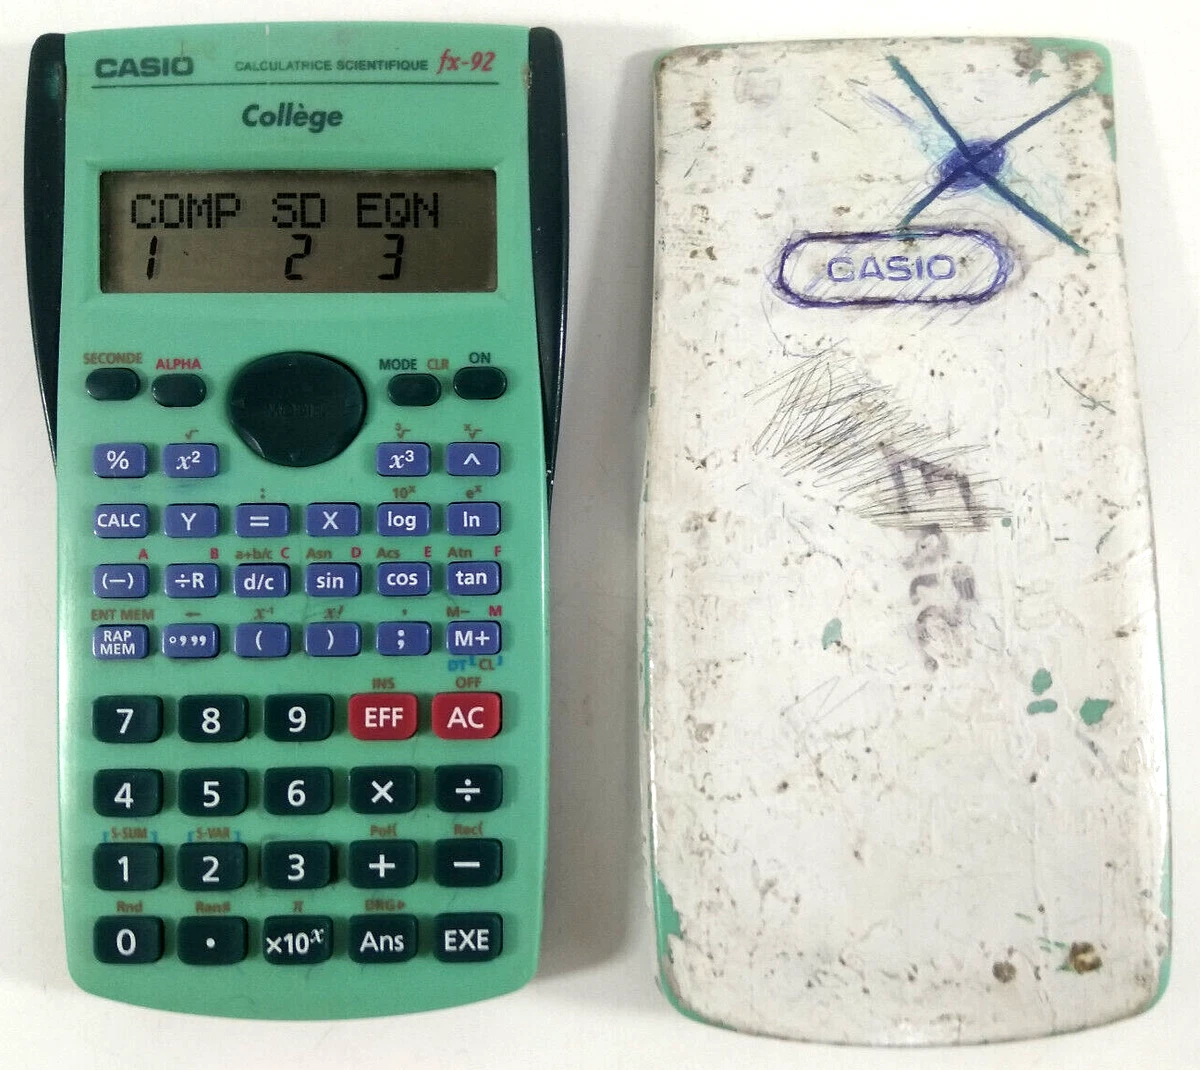 CASIO CALCULATRICE SCIENTIFIQUE fx-92
Collège
COMP SD EQN
1 2 3
SECONDE ALPHA MODE CLR ON
√ ³√ ˣ√
% x² x³ ^
: 10ˣ eˣ
CALC Y = X log ln
A B a+b/c C Asn D Acs E Atn F
(—) ÷R d/c sin cos tan
ENT MEM ← x⁻¹ x! , M− M
RAP MEM ° ’ ’’ ( ) ; M+
DT CL
INS OFF
7 8 9 EFF AC
4 5 6 × ÷
S-SUM S-VAR Pol( Rec(
1 2 3 + −
Rnd Ran# π DRG▸
0 . ×10ˣ Ans EXE
CASIO